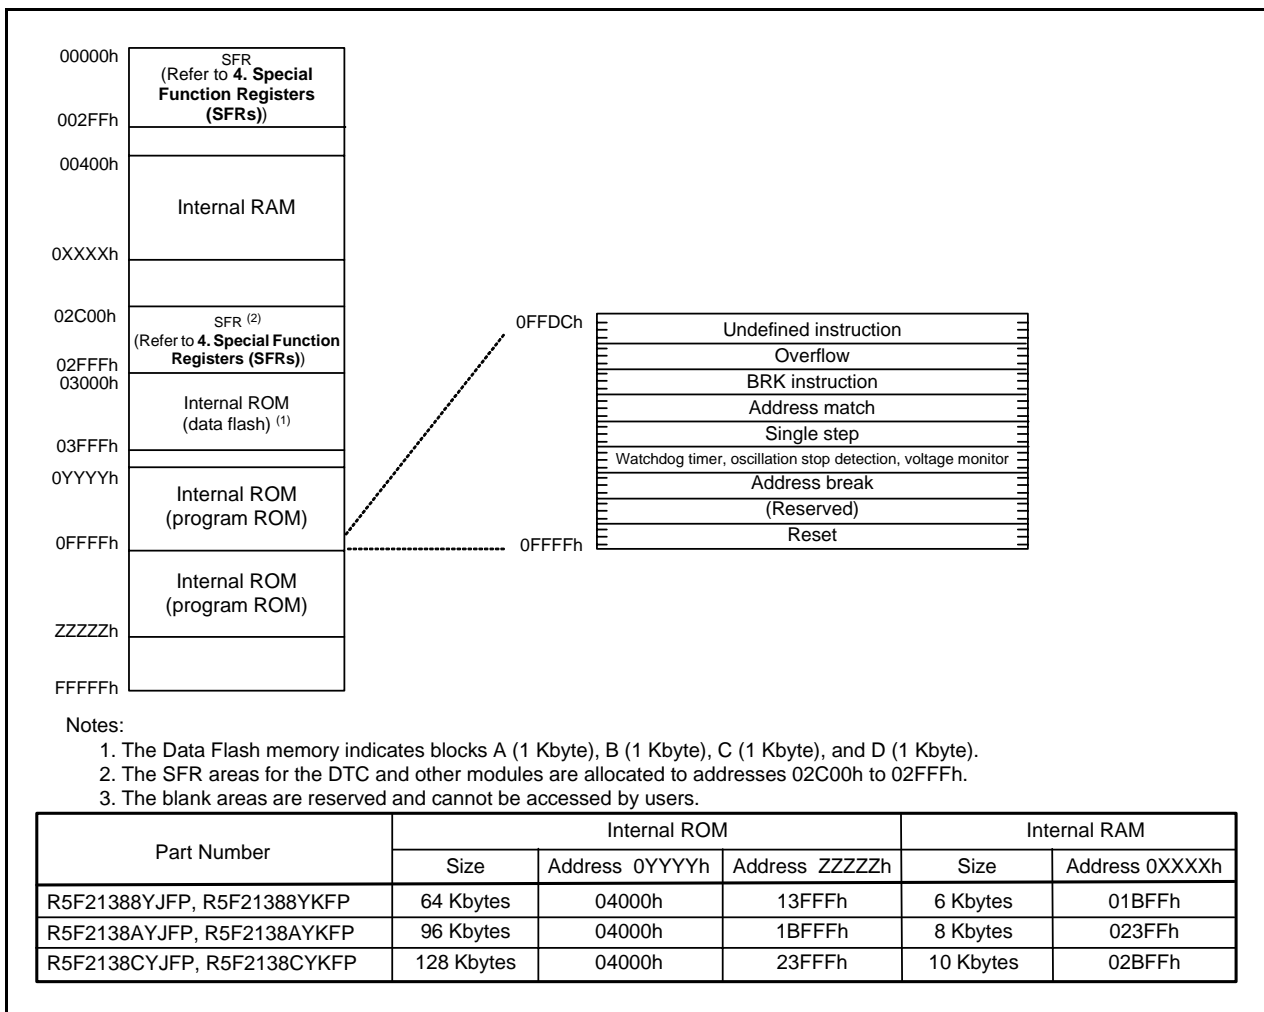 00000h
SFR
(Refer to 4. Special
Function Registers
(SFRs))
002FFh
00400h
Internal RAM
0XXXXh
02C00h
SFR (2)
(Refer to 4. Special Function
Registers (SFRs))
02FFFh
03000h
Internal ROM
(data flash) (1)
03FFFh
0YYYYh
Internal ROM
(program ROM)
0FFFFh
Internal ROM
(program ROM)
ZZZZZh
FFFFFh
0FFDCh
Undefined instruction
Overflow
BRK instruction
Address match
Single step
Watchdog timer, oscillation stop detection, voltage monitor
Address break
(Reserved)
Reset
0FFFFh
Notes:
1. The Data Flash memory indicates blocks A (1 Kbyte), B (1 Kbyte), C (1 Kbyte), and D (1 Kbyte).
2. The SFR areas for the DTC and other modules are allocated to addresses 02C00h to 02FFFh.
3. The blank areas are reserved and cannot be accessed by users.
Part Number Internal ROM Internal RAM
Size Address 0YYYYh Address ZZZZZh Size Address 0XXXXh
R5F21388YJFP, R5F21388YKFP 64 Kbytes 04000h 13FFFh 6 Kbytes 01BFFh
R5F2138AYJFP, R5F2138AYKFP 96 Kbytes 04000h 1BFFFh 8 Kbytes 023FFh
R5F2138CYJFP, R5F2138CYKFP 128 Kbytes 04000h 23FFFh 10 Kbytes 02BFFh